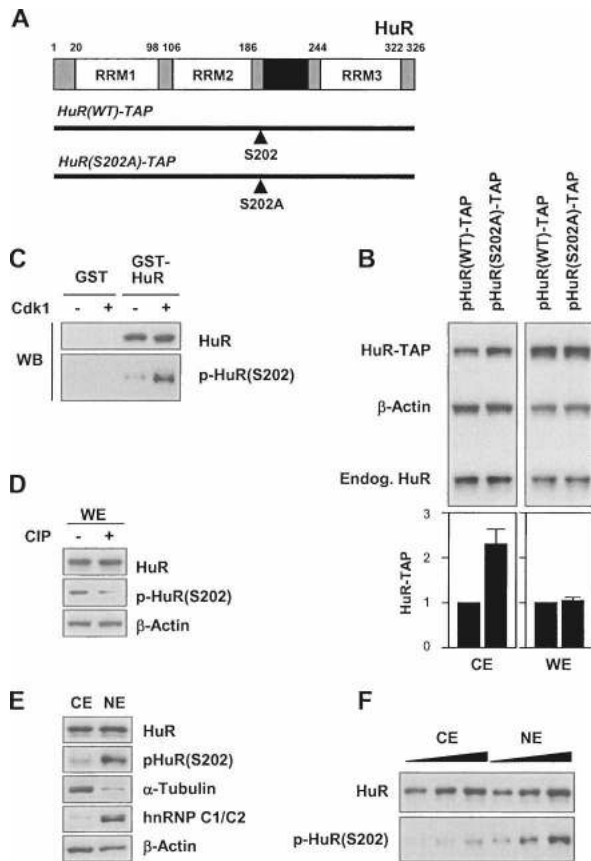 A
HuR
1 20 98 106 186 244 322 326
RRM1 RRM2 RRM3
HuR(WT)-TAP
S202
HuR(S202A)-TAP
S202A
B
pHuR(WT)-TAP
pHuR(S202A)-TAP
pHuR(WT)-TAP
pHuR(S202A)-TAP
HuR-TAP
β-Actin
Endog. HuR
HuR-TAP
3
2
1
0
CE WE
C
GST GST-HuR
Cdk1 - + - +
WB
HuR
p-HuR(S202)
D
WE
CIP - +
HuR
p-HuR(S202)
β-Actin
E
CE NE
HuR
pHuR(S202)
α-Tubulin
hnRNP C1/C2
β-Actin
F
CE NE
HuR
p-HuR(S202)